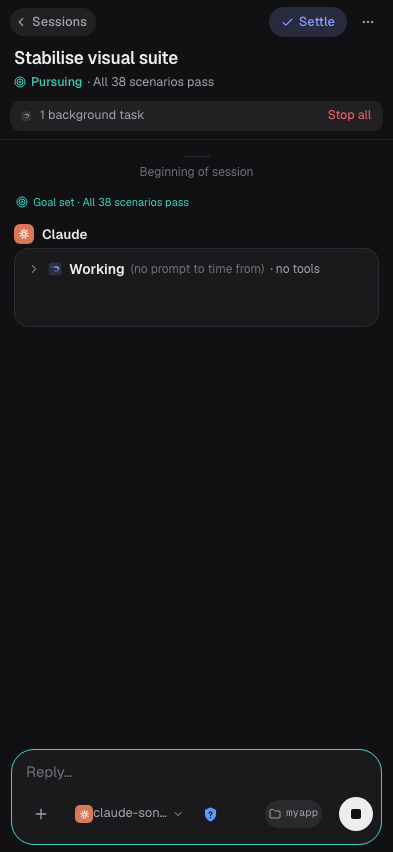 Sessions
Settle
Stabilise visual suite
Pursuing · All 38 scenarios pass
1 background task
Stop all
Beginning of session
Goal set · All 38 scenarios pass
Claude
Working (no prompt to time from) · no tools
Reply...
claude-son...
myapp